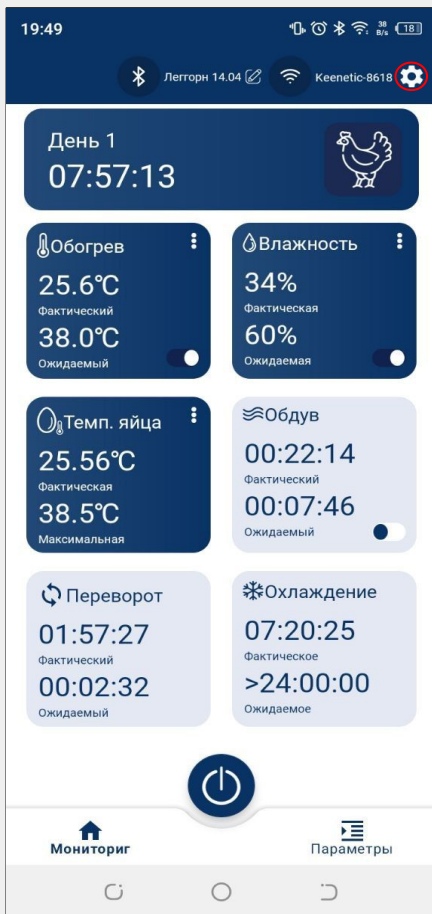 19:49
38
B/s
18
Леггорн 14.04
Keenetic-8618
День 1
07:57:13
Обогрев
25.6℃
Фактический
38.0℃
Ожидаемый
Влажность
34%
Фактическая
60%
Ожидаемая
Темп. яйца
25.56℃
Фактическая
38.5℃
Максимальная
Обдув
00:22:14
Фактический
00:07:46
Ожидаемый
Переворот
01:57:27
Фактический
00:02:32
Ожидаемый
Охлаждение
07:20:25
Фактическое
>24:00:00
Ожидаемое
Мониториг
Параметры